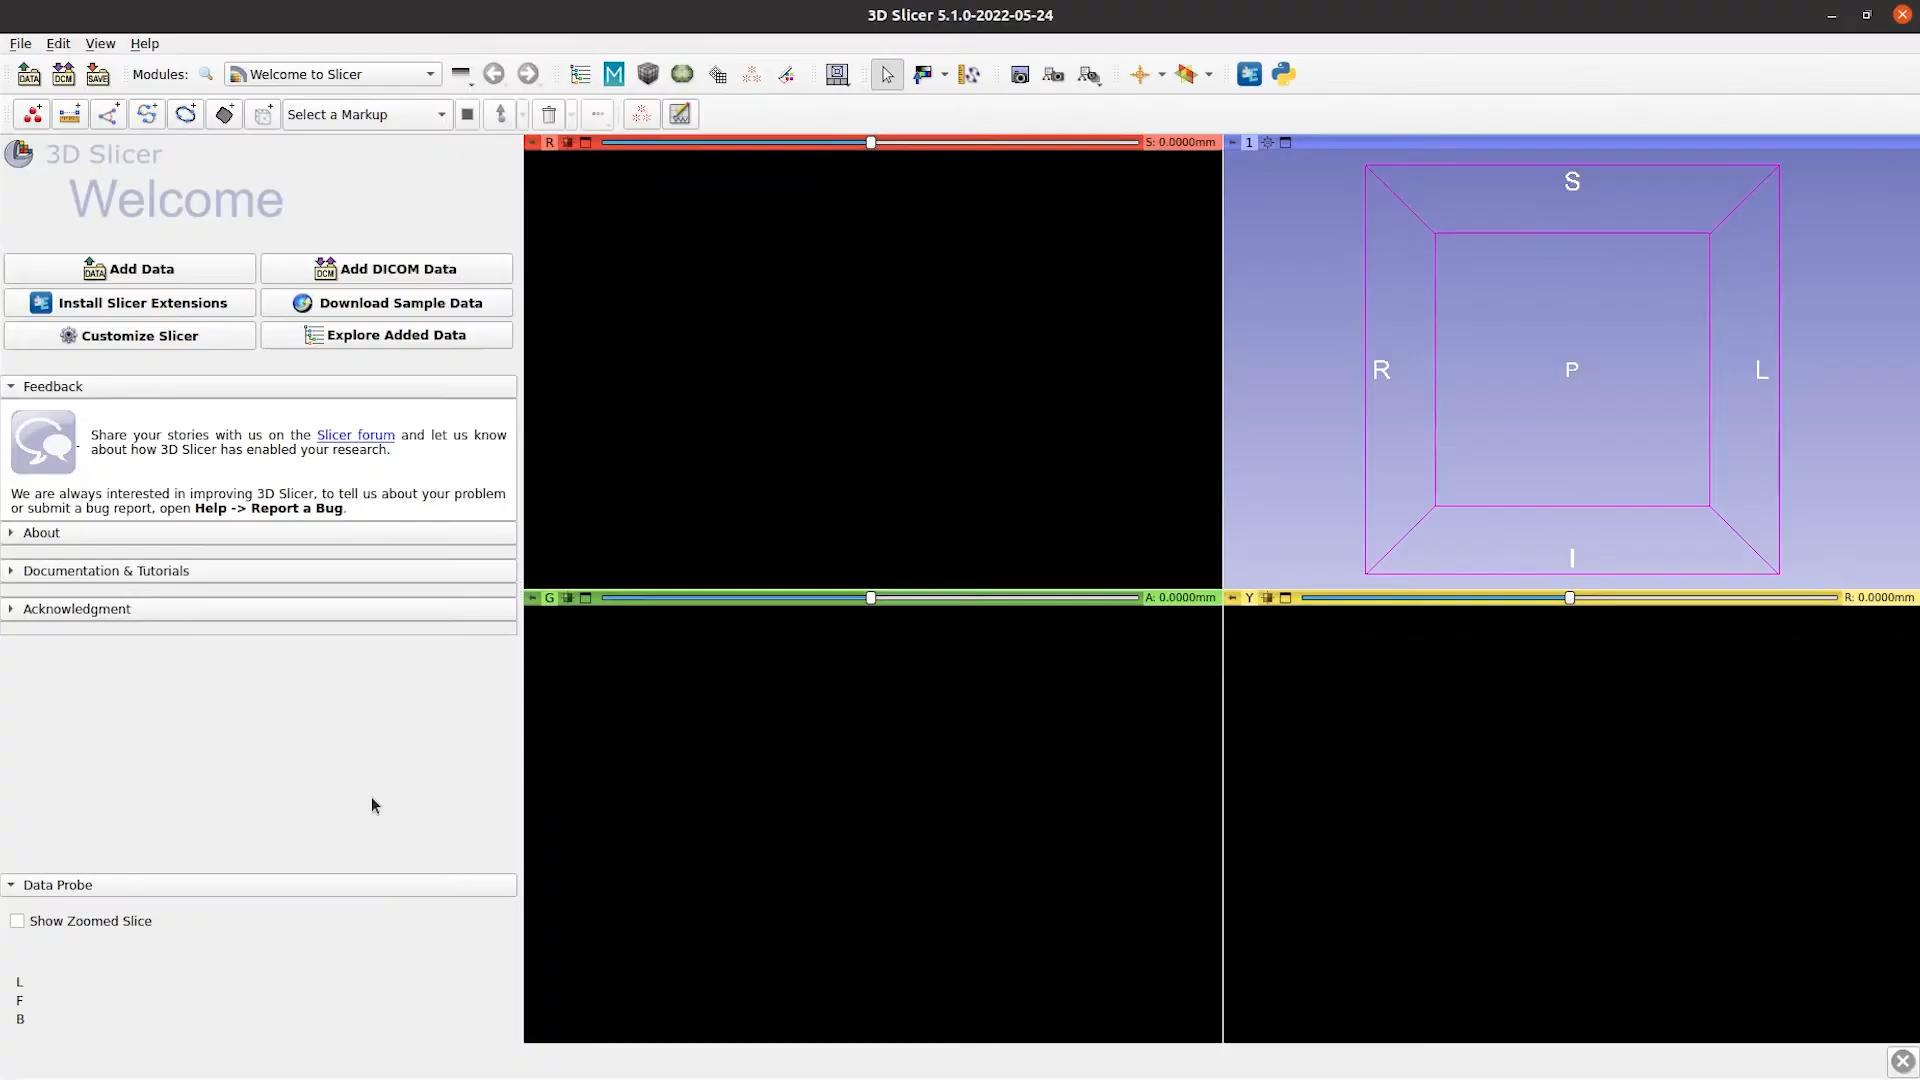 3D Slicer 5.1.0-2022-05-24
File Edit View Help
DATA DCM SAVE Modules: Welcome to Slicer M
Select a Markup
3D Slicer
Welcome
DATA Add Data
DCM Add DICOM Data
Install Slicer Extensions
Download Sample Data
Customize Slicer
Explore Added Data
Feedback
Share your stories with us on the Slicer forum and let us know
about how 3D Slicer has enabled your research.
We are always interested in improving 3D Slicer, to tell us about your problem
or submit a bug report, open Help -> Report a Bug.
About
Documentation & Tutorials
Acknowledgment
Data Probe
Show Zoomed Slice
L
F
B
R S: 0.0000mm
1
S
R P L
I
G A: 0.0000mm
Y R: 0.0000mm